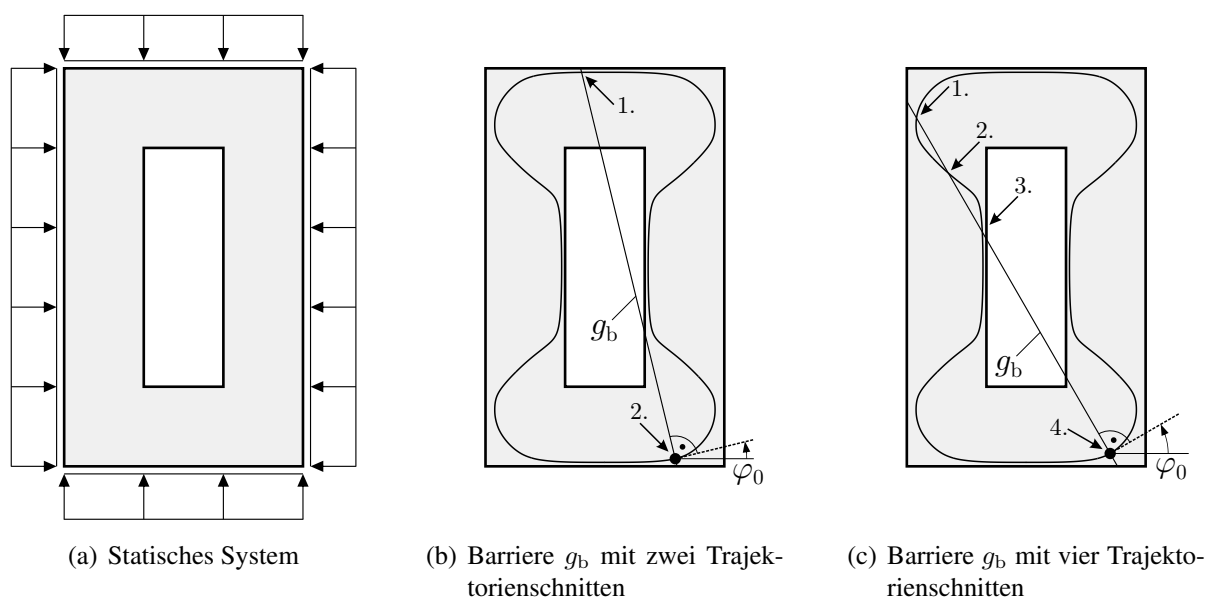 1.
g_b
2.
φ_0
1.
2.
3.
g_b
4.
φ_0
(a) Statisches System
(b) Barriere g_b mit zwei Trajek-
torienschnitten
(c) Barriere g_b mit vier Trajekto-
rienschnitten